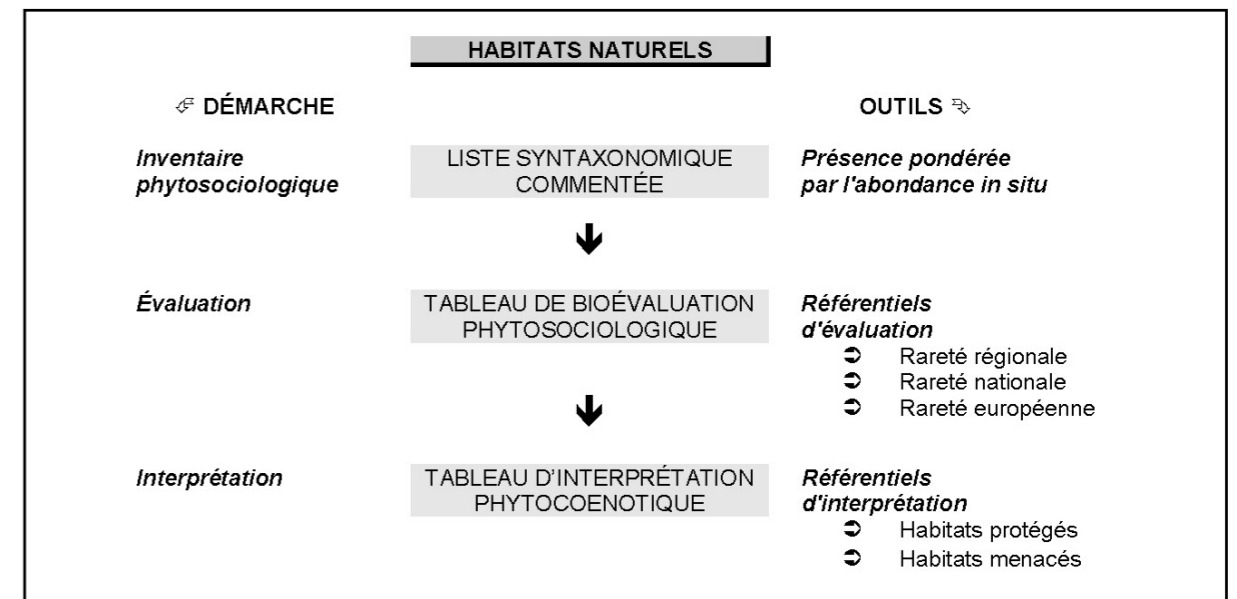 HABITATS NATURELS
DÉMARCHE
OUTILS
Inventaire
phytosociologique
LISTE SYNTAXONOMIQUE
COMMENTÉE
Présence pondérée
par l'abondance in situ
Évaluation
TABLEAU DE BIOÉVALUATION
PHYTOSOCIOLOGIQUE
Référentiels
d'évaluation
Rareté régionale
Rareté nationale
Rareté européenne
Interprétation
TABLEAU D'INTERPRÉTATION
PHYTOCOENOTIQUE
Référentiels
d'interprétation
Habitats protégés
Habitats menacés